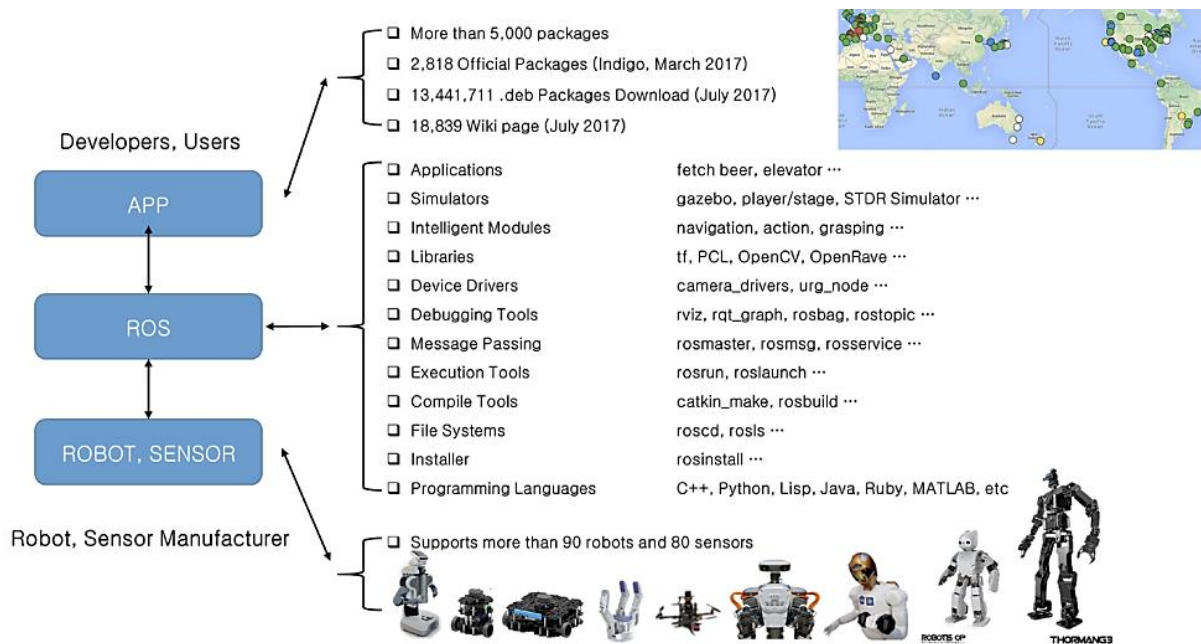 More than 5,000 packages
2,818 Official Packages (Indigo, March 2017)
13,441,711 .deb Packages Download (July 2017)
18,839 Wiki page (July 2017)
Developers, Users
APP
ROS
ROBOT, SENSOR
Robot, Sensor Manufacturer
Applications fetch beer, elevator ⋯
Simulators gazebo, player/stage, STDR Simulator ⋯
Intelligent Modules navigation, action, grasping ⋯
Libraries tf, PCL, OpenCV, OpenRave ⋯
Device Drivers camera_drivers, urg_node ⋯
Debugging Tools rviz, rqt_graph, rosbag, rostopic ⋯
Message Passing rosmaster, rosmsg, rosservice ⋯
Execution Tools rosrun, roslaunch ⋯
Compile Tools catkin_make, rosbuild ⋯
File Systems roscd, rosls ⋯
Installer rosinstall ⋯
Programming Languages C++, Python, Lisp, Java, Ruby, MATLAB, etc
Supports more than 90 robots and 80 sensors
ROBOTIS OP
THORMANG3